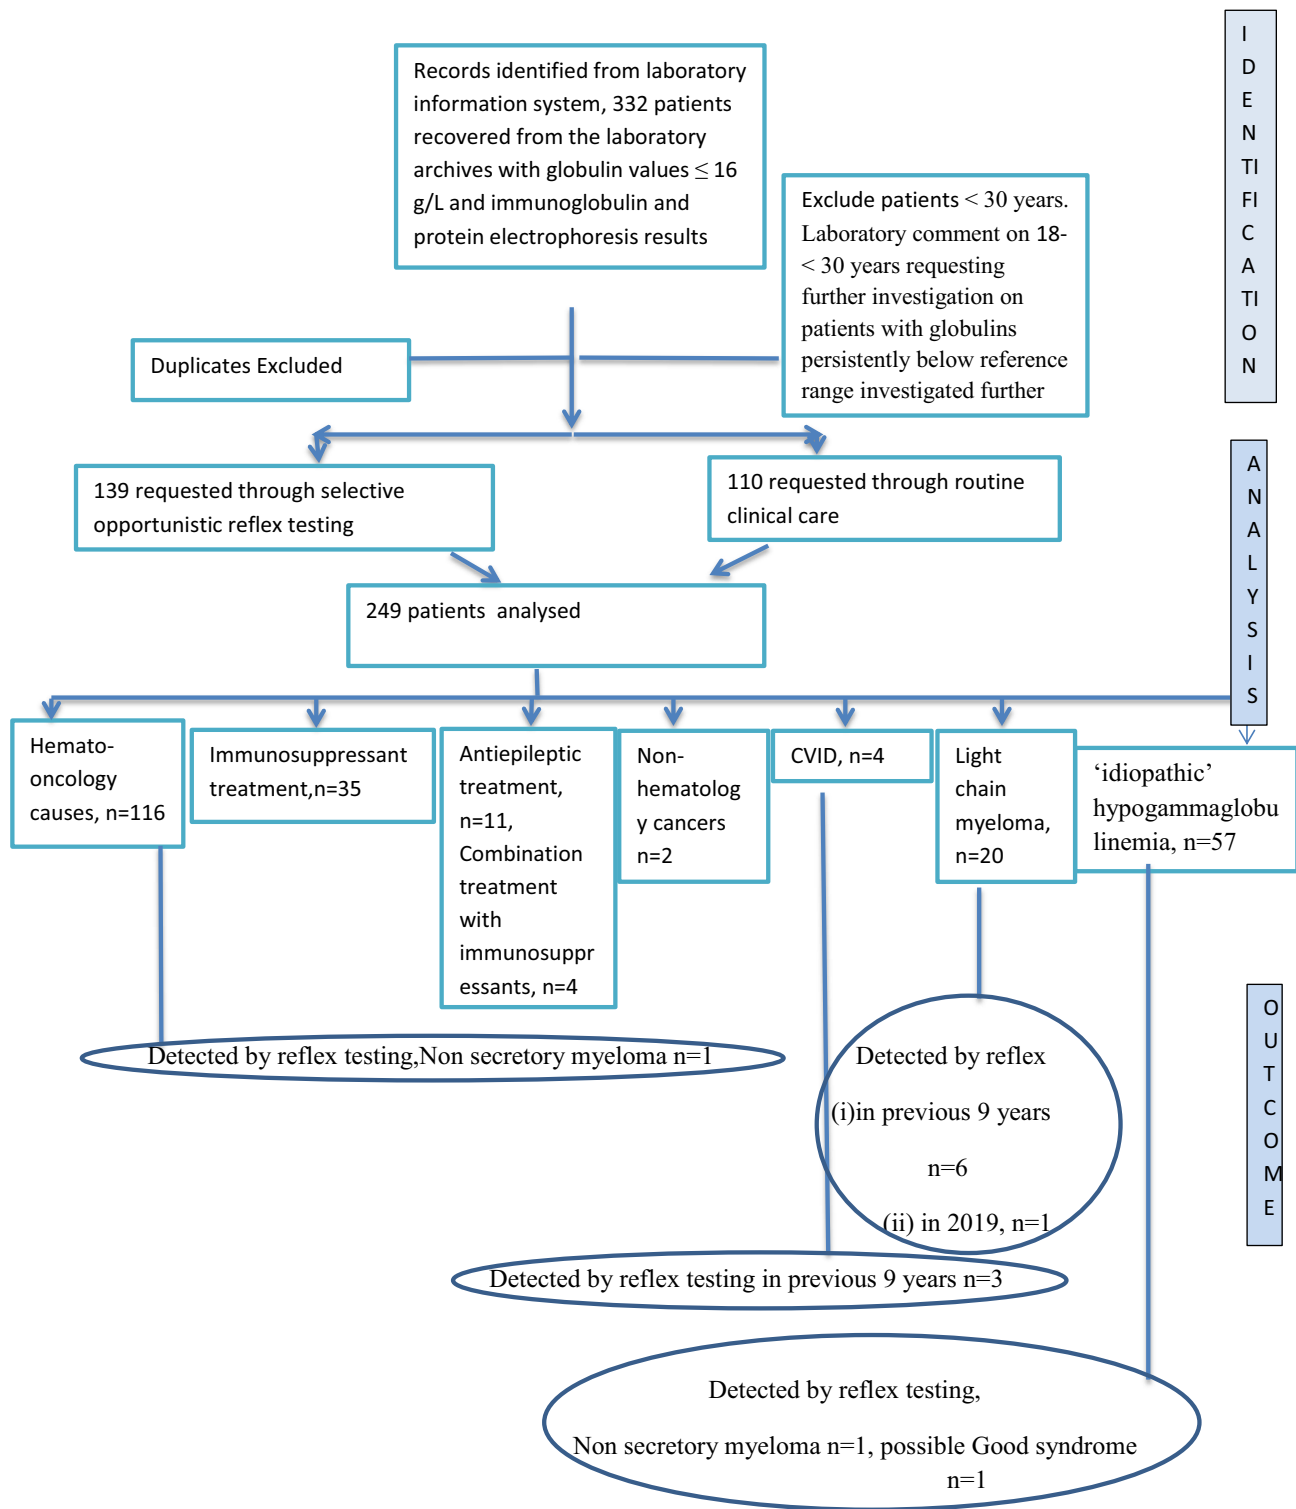 Records identified from laboratory
information system, 332 patients
recovered from the laboratory
archives with globulin values ≤ 16
g/L and immunoglobulin and
protein electrophoresis results
Exclude patients < 30 years.
Laboratory comment on 18-
< 30 years requesting
further investigation on
patients with globulins
persistently below reference
range investigated further
Duplicates Excluded
I
D
E
N
TI
FI
C
A
TI
O
N
139 requested through selective
opportunistic reflex testing
110 requested through routine
clinical care
249 patients analysed
A
N
A
L
Y
S
I
S
Hemato-
oncology
causes, n=116
Immunosuppressant
treatment,n=35
Antiepileptic
treatment,
n=11,
Combination
treatment
with
immunosuppr
essants, n=4
Non-
hematolog
y cancers
n=2
CVID, n=4
Light
chain
myeloma,
n=20
‘idiopathic’
hypogammaglobu
linemia, n=57
Detected by reflex testing,Non secretory myeloma n=1
Detected by reflex
(i)in previous 9 years
n=6
(ii) in 2019, n=1
Detected by reflex testing in previous 9 years n=3
Detected by reflex testing,
Non secretory myeloma n=1, possible Good syndrome
n=1
O
U
T
C
O
M
E